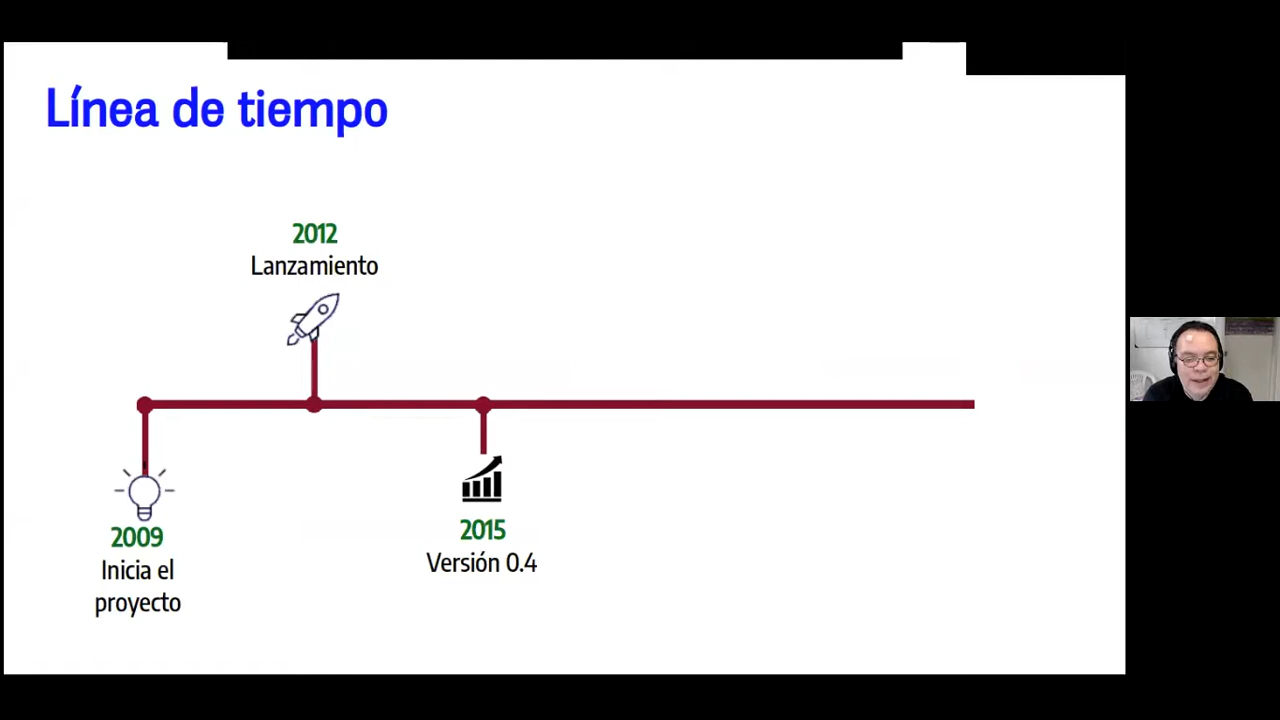 Línea de tiempo
2012
Lanzamiento
2009
Inicia el
proyecto
2015
Versión 0.4